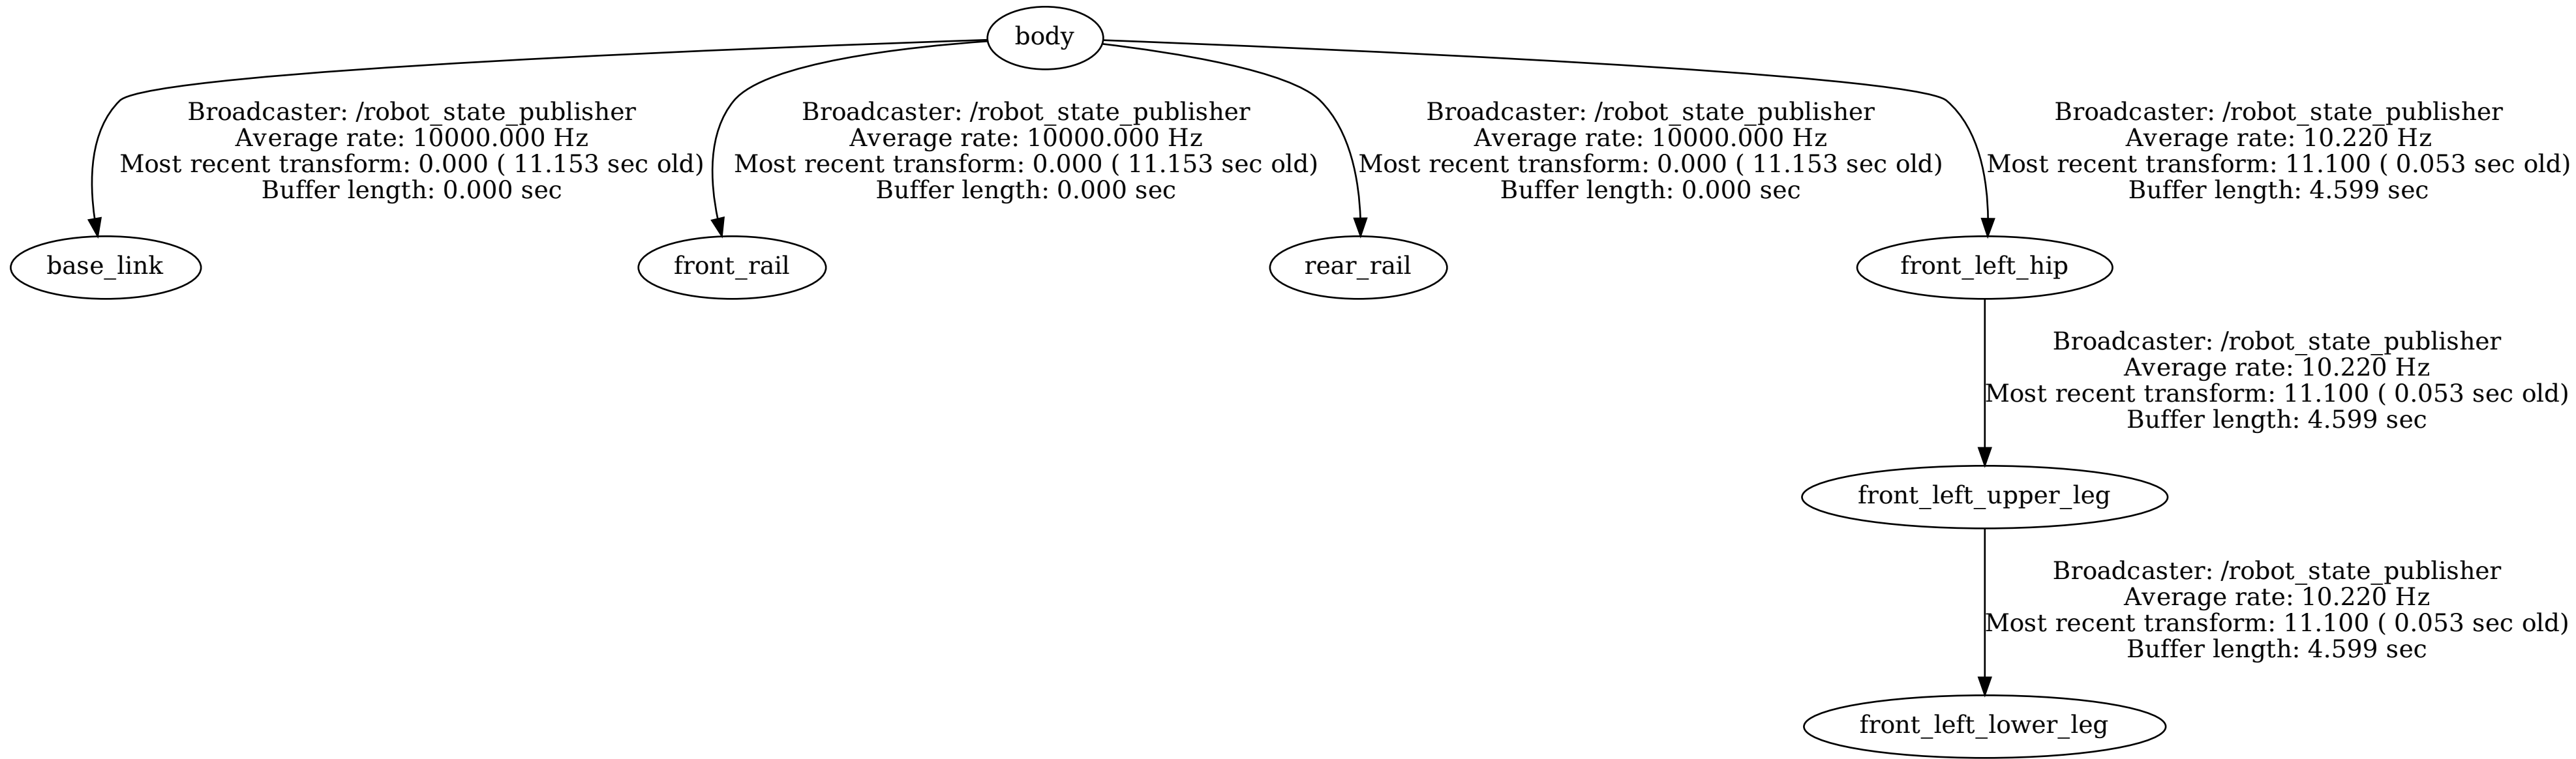 body
Broadcaster: /robot_state_publisher
Average rate: 10000.000 Hz
Most recent transform: 0.000 ( 11.153 sec old)
Buffer length: 0.000 sec
Broadcaster: /robot_state_publisher
Average rate: 10000.000 Hz
Most recent transform: 0.000 ( 11.153 sec old)
Buffer length: 0.000 sec
Broadcaster: /robot_state_publisher
Average rate: 10000.000 Hz
Most recent transform: 0.000 ( 11.153 sec old)
Buffer length: 0.000 sec
Broadcaster: /robot_state_publisher
Average rate: 10.220 Hz
Most recent transform: 11.100 ( 0.053 sec old)
Buffer length: 4.599 sec
base_link
front_rail
rear_rail
front_left_hip
Broadcaster: /robot_state_publisher
Average rate: 10.220 Hz
Most recent transform: 11.100 ( 0.053 sec old)
Buffer length: 4.599 sec
front_left_upper_leg
Broadcaster: /robot_state_publisher
Average rate: 10.220 Hz
Most recent transform: 11.100 ( 0.053 sec old)
Buffer length: 4.599 sec
front_left_lower_leg